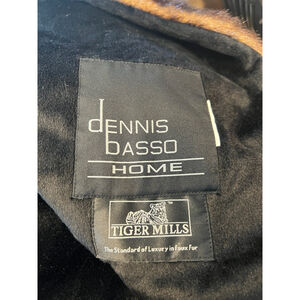 dennis
basso
HOME
TIGER MILLS
The Standard of Luxury in faux fur